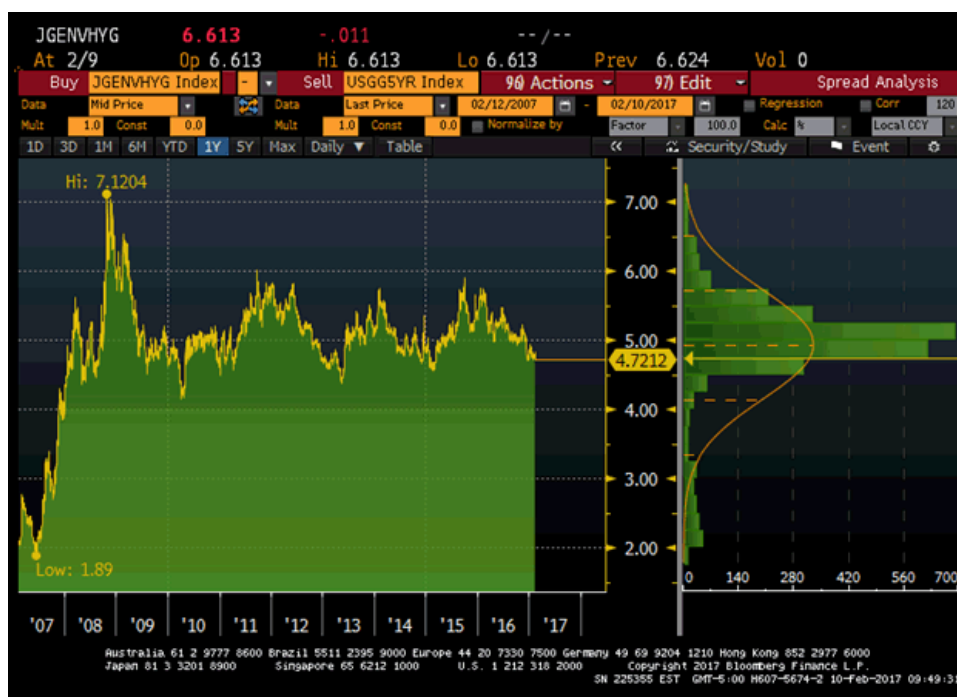 JGENVHYG 6.613 -.011 --/--
At 2/9 Op 6.613 Hi 6.613 Lo 6.613 Prev 6.624 Vol 0
Buy JGENVHYG Index - Sell USGG5YR Index 96) Actions 97) Edit Spread Analysis
Data Mid Price Data Last Price 02/12/2007 - 02/10/2017 Regression Corr 120
Mult 1.0 Const 0.0 Mult 1.0 Const 0.0 Normalize by Factor 100.0 Calc % Local CCY
1D 3D 1M 6M YTD 1Y 5Y Max Daily ▼ Table « Security/Study Event
Hi: 7.1204
7.00
6.00
5.00
4.7212
4.00
3.00
2.00
Low: 1.89
0 140 280 420 560 700
'07 '08 '09 '10 '11 '12 '13 '14 '15 '16 '17
Australia 61 2 9777 8600 Brazil 5511 2395 9000 Europe 44 20 7330 7500 Germany 49 69 9204 1210 Hong Kong 852 2977 6000
Japan 81 3 3201 8900 Singapore 65 6212 1000 U.S. 1 212 318 2000 Copyright 2017 Bloomberg Finance L.P.
SN 225355 EST GMT-5:00 H607-5674-2 10-Feb-2017 09:49:31